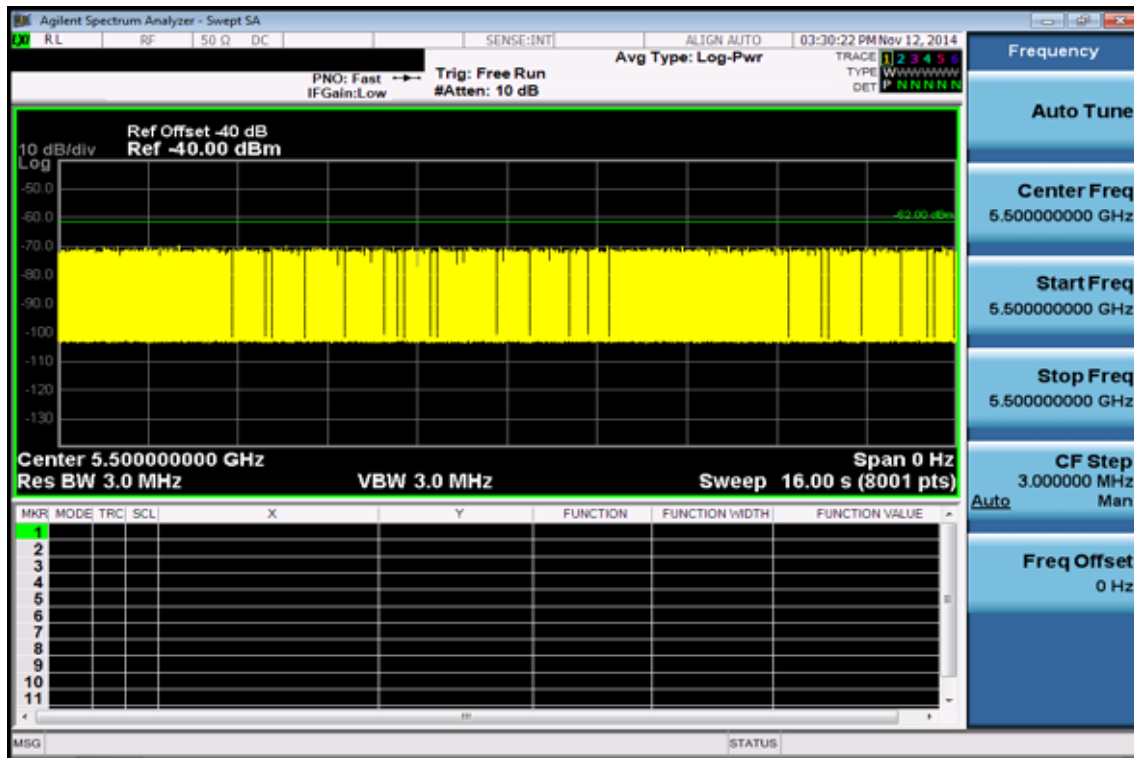 Agilent Spectrum Analyzer - Swept SA
RL RF 50 Ω DC SENSE:INT ALIGN AUTO 03:30:22 PM Nov 12, 2014
PNO: Fast
IFGain:Low
Trig: Free Run
#Atten: 10 dB
Avg Type: Log-Pwr
TRACE 1 2 3 4 5 6
TYPE WWWWWW
DET P N N N N N
Ref Offset -40 dB
10 dB/div Ref -40.00 dBm
Log
-50.0
-60.0
-62.00 dBm
-70.0
-80.0
-90.0
-100
-110
-120
-130
Center 5.500000000 GHz Span 0 Hz
Res BW 3.0 MHz VBW 3.0 MHz Sweep 16.00 s (8001 pts)
MKR MODE TRC SCL X Y FUNCTION FUNCTION WIDTH FUNCTION VALUE
1
2
3
4
5
6
7
8
9
10
11
MSG STATUS
Frequency
Auto Tune
Center Freq
5.500000000 GHz
Start Freq
5.500000000 GHz
Stop Freq
5.500000000 GHz
CF Step
3.000000 MHz
Auto Man
Freq Offset
0 Hz